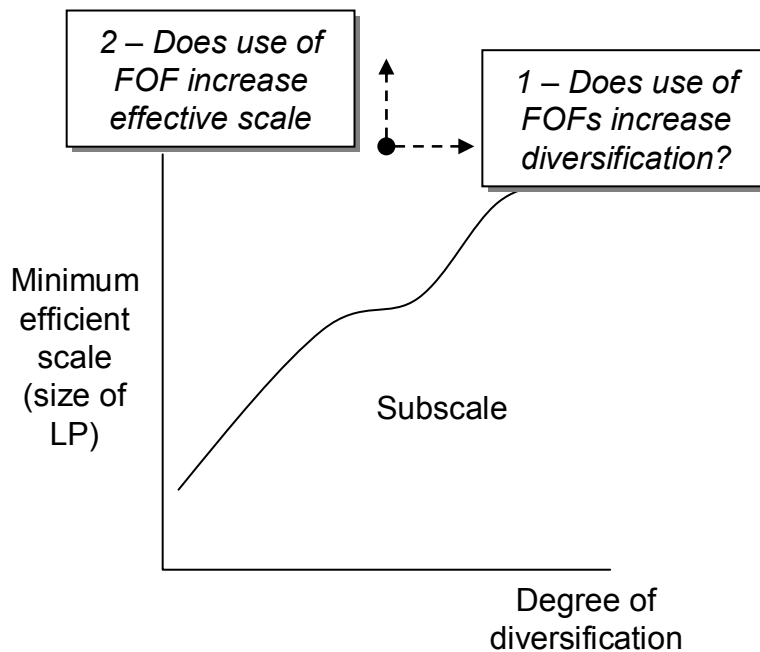 2 – Does use of
FOF increase
effective scale
1 – Does use of
FOFs increase
diversification?
Minimum
efficient
scale
(size of
LP)
Subscale
Degree of
diversification